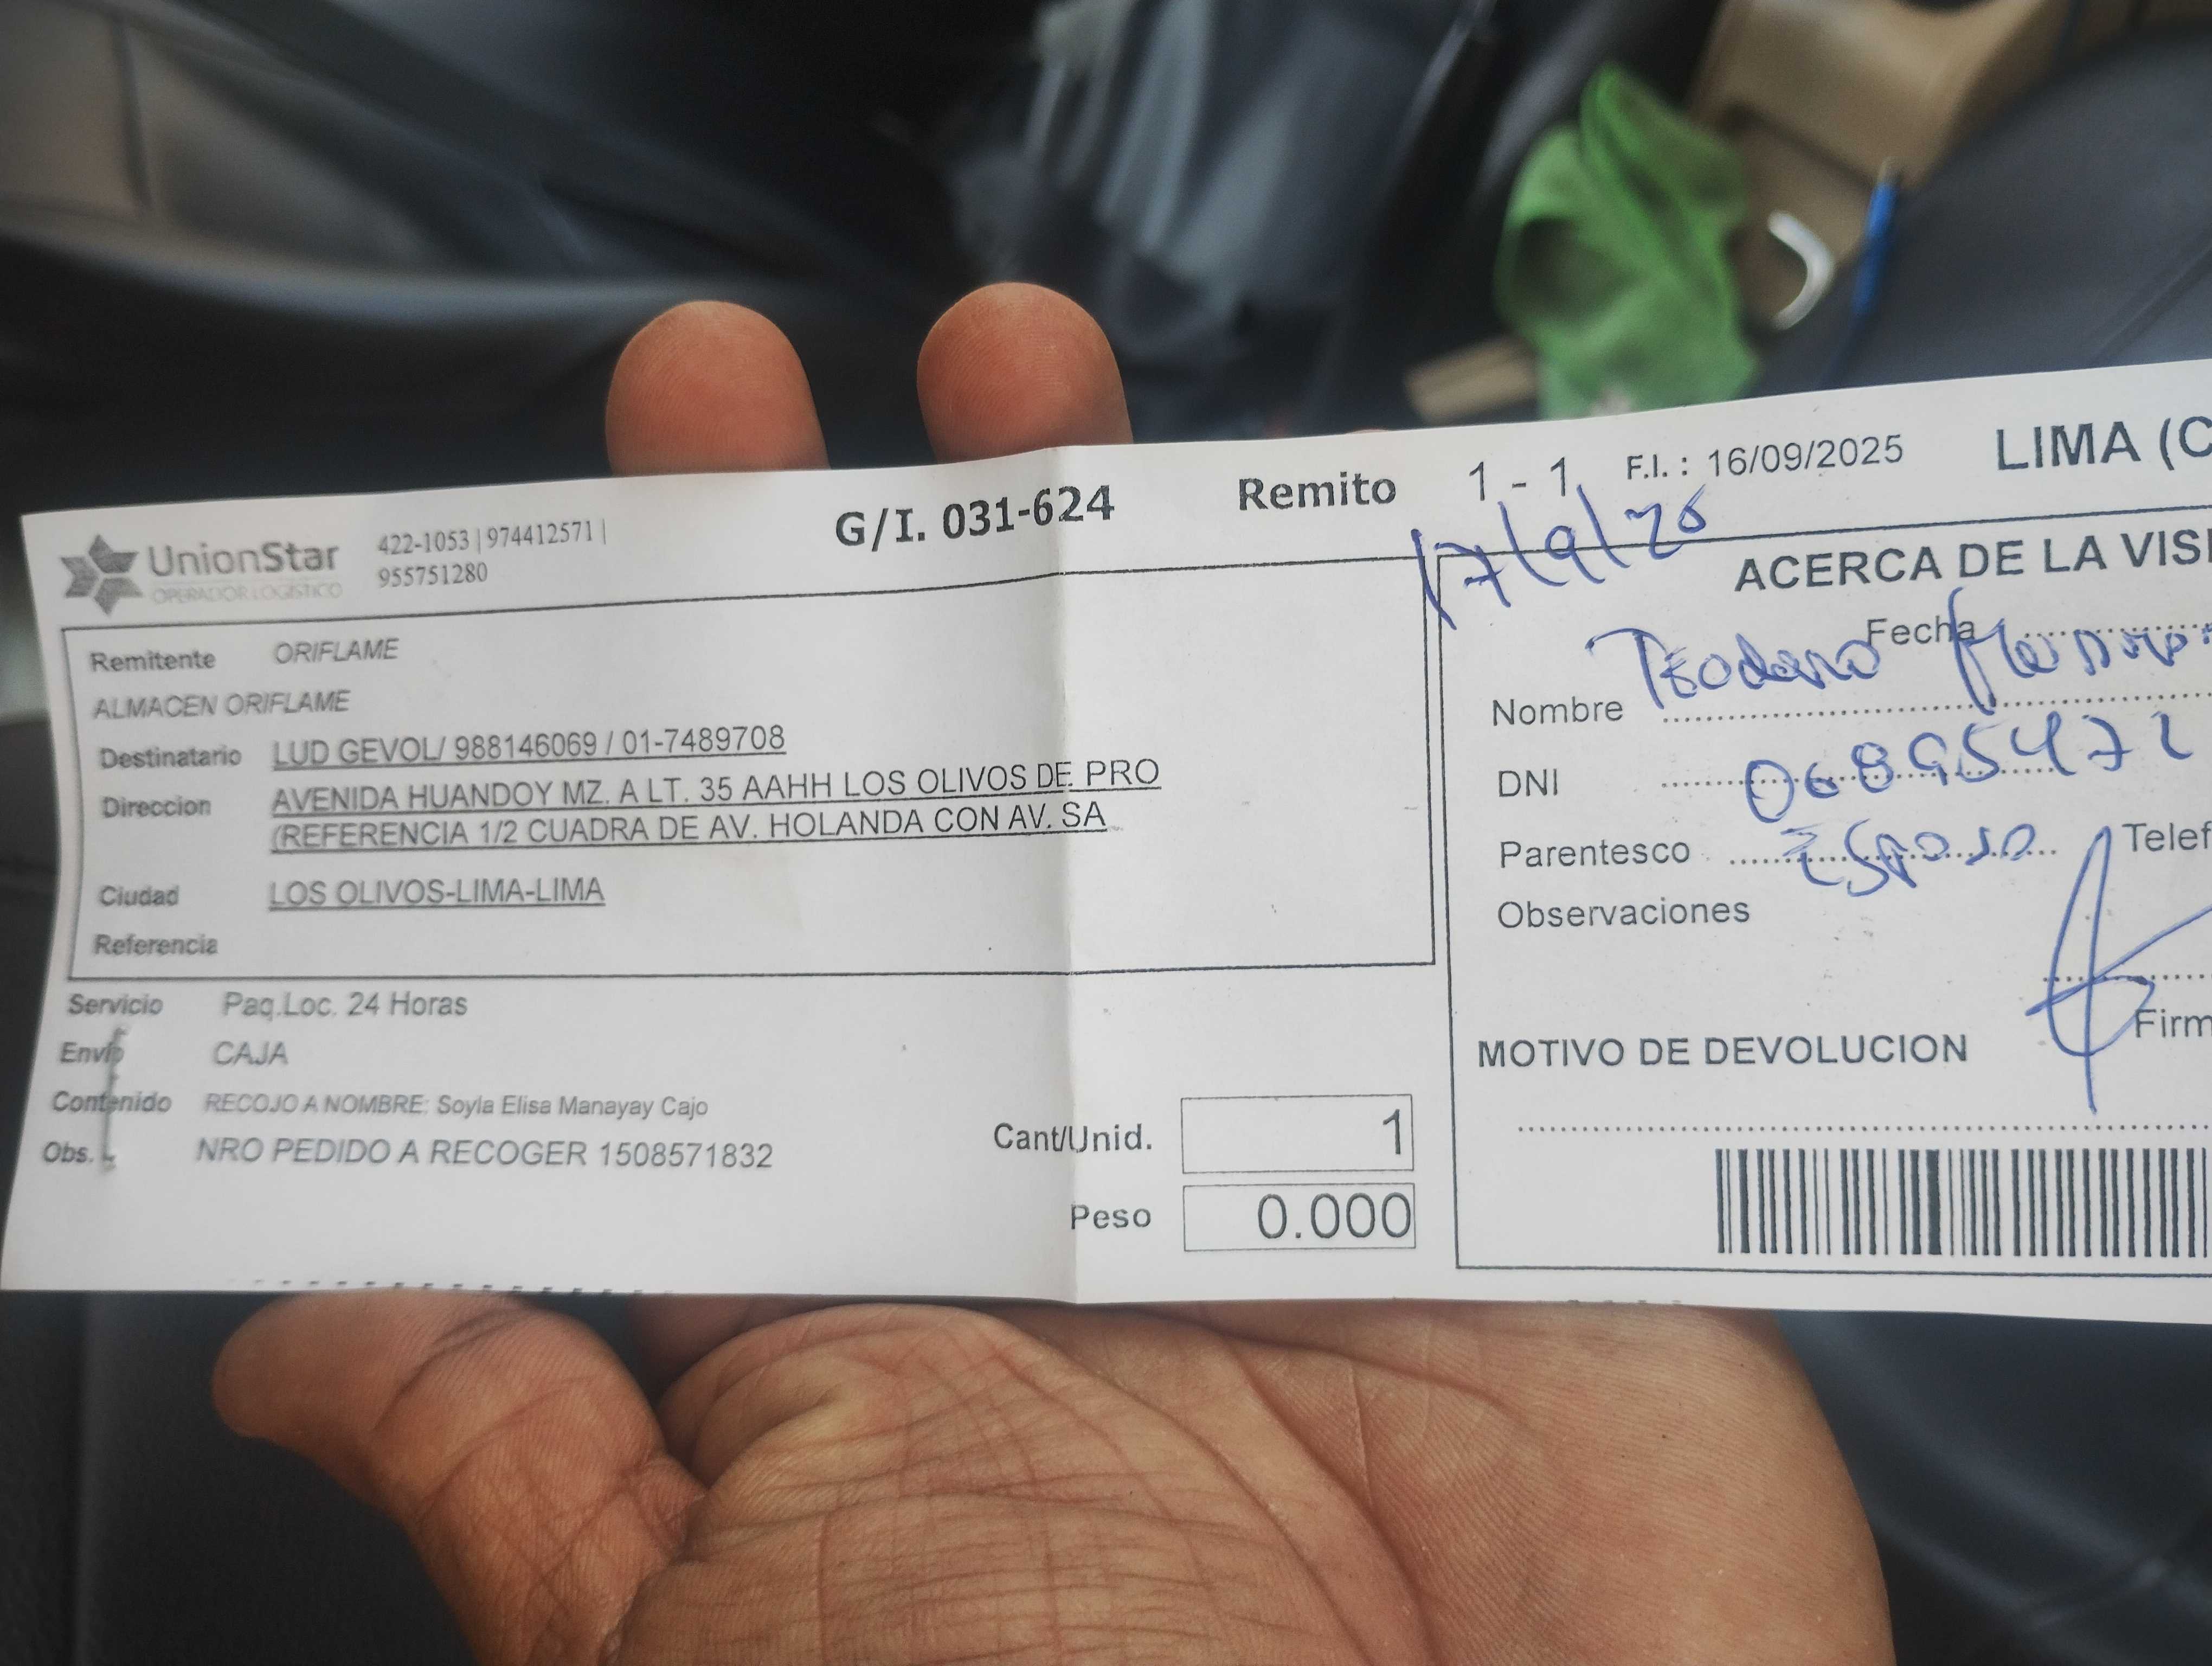 UnionStar
OPERADOR LOGISTICO
422-1053 | 974412571 |
955751280
G/I. 031-624
Remito 1 - 1 F.I. : 16/09/2025 LIMA (C
Remitente ORIFLAME
ALMACEN ORIFLAME
Destinatario LUD GEVOL/ 988146069 / 01-7489708
Direccion AVENIDA HUANDOY MZ. A LT. 35 AAHH LOS OLIVOS DE PRO
(REFERENCIA 1/2 CUADRA DE AV. HOLANDA CON AV. SA
Ciudad LOS OLIVOS-LIMA-LIMA
Referencia
Servicio Paq.Loc. 24 Horas
Envío CAJA
Contenido RECOJO A NOMBRE: Soyla Elisa Manayay Cajo
Obs. NRO PEDIDO A RECOGER 1508571832
Cant/Unid. 1
Peso 0.000
17/9/25
ACERCA DE LA VISI
Fecha
Nombre Teodoro
DNI 06895472
Parentesco Esposo Telef
Observaciones
Firm
MOTIVO DE DEVOLUCION